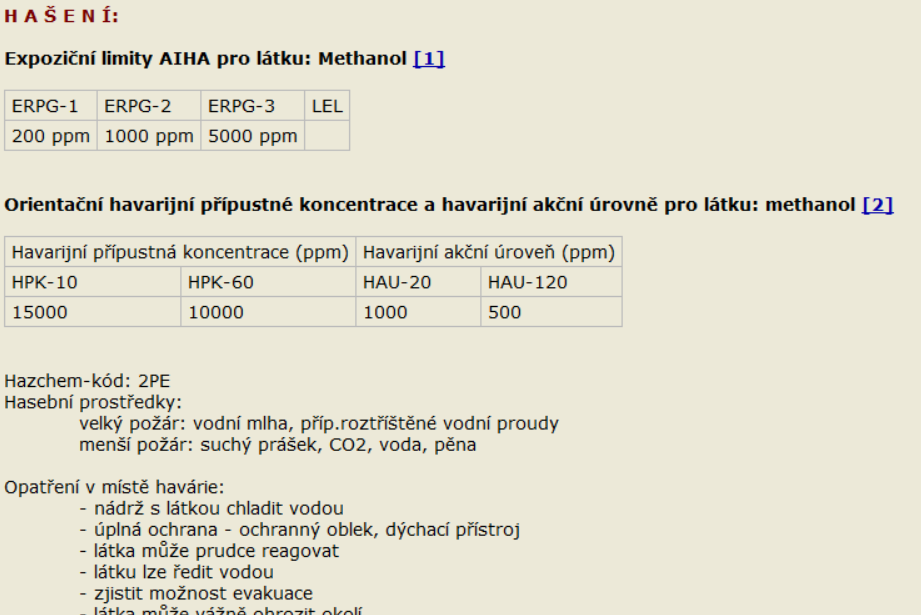 H A Š E N Í:
Expoziční limity AIHA pro látku: Methanol [1]
ERPG-1 ERPG-2 ERPG-3 LEL
200 ppm 1000 ppm 5000 ppm
Orientační havarijní přípustné koncentrace a havarijní akční úrovně pro látku: methanol [2]
Havarijní přípustná koncentrace (ppm) Havarijní akční úroveň (ppm)
HPK-10 HPK-60 HAU-20 HAU-120
15000 10000 1000 500
Hazchem-kód: 2PE
Hasební prostředky:
velký požár: vodní mlha, příp.roztříštěné vodní proudy
menší požár: suchý prášek, CO2, voda, pěna
Opatření v místě havárie:
- nádrž s látkou chladit vodou
- úplná ochrana - ochranný oblek, dýchací přístroj
- látka může prudce reagovat
- látku lze ředit vodou
- zjistit možnost evakuace
- látka může vážně ohrozit okolí